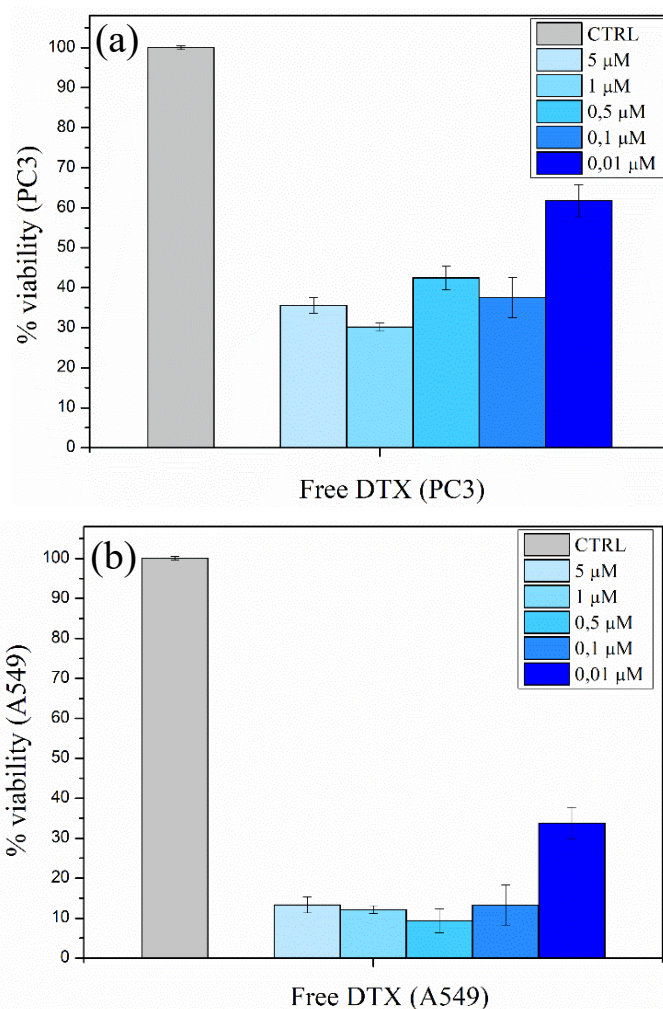 (a)
CTRL
5 µM
1 µM
0,5 µM
0,1 µM
0,01 µM
100
90
80
70
60
50
40
30
20
10
0
% viability (PC3)
Free DTX (PC3)
(b)
CTRL
5 µM
1 µM
0,5 µM
0,1 µM
0,01 µM
100
90
80
70
60
50
40
30
20
10
0
% viability (A549)
Free DTX (A549)